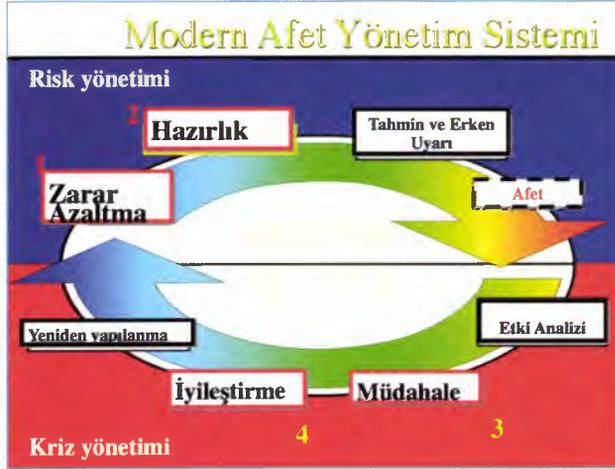 Modern Afet Yönetim Sistemi
Risk yönetimi
2
Hazırlık
Tahmin ve Erken
Uyarı
1
Zarar
Azaltma
Afet
Yeniden yapılanma
Etki Analizi
İyileştirme
Müdahale
4
3
Kriz yönetimi